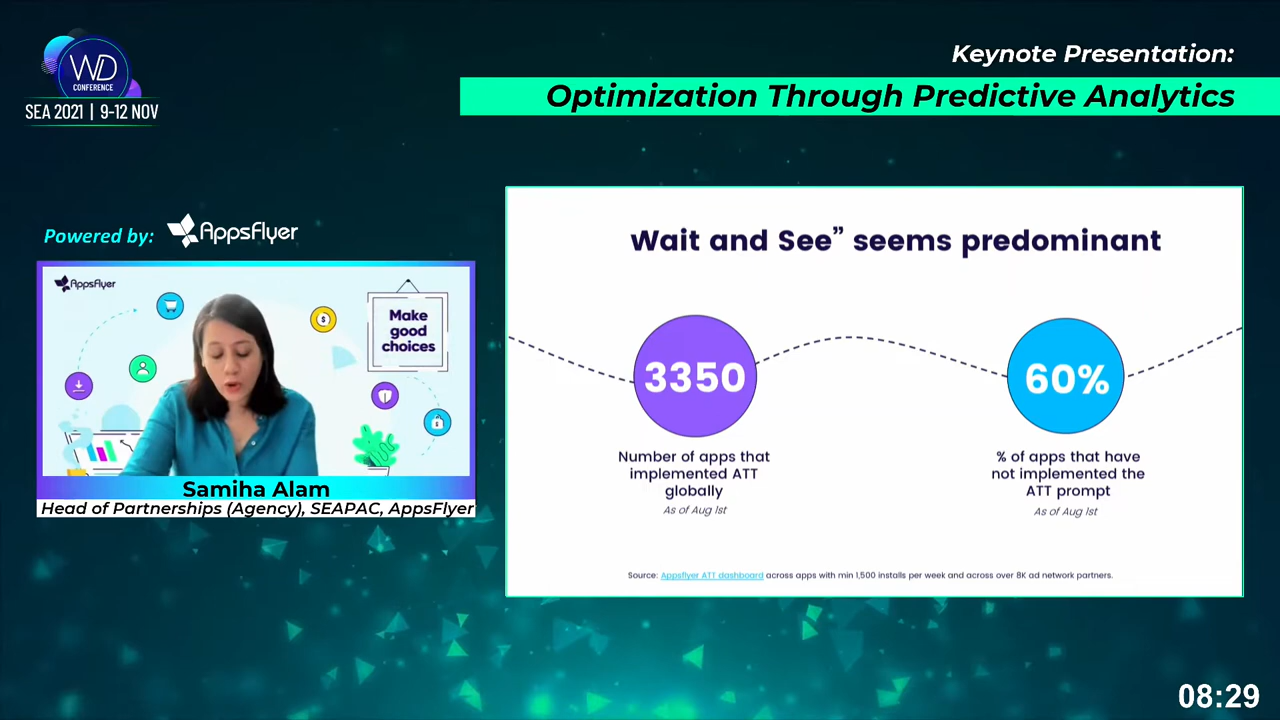 WD
CONFERENCE
SEA 2021 | 9-12 NOV
Keynote Presentation:
Optimization Through Predictive Analytics
Powered by: AppsFlyer
AppsFlyer
Make
good
choices
Samiha Alam
Head of Partnerships (Agency), SEAPAC, AppsFlyer
Wait and See” seems predominant
3350
Number of apps that
implemented ATT
globally
As of Aug 1st
60%
% of apps that have
not implemented the
ATT prompt
As of Aug 1st
Source: Appsflyer ATT dashboard across apps with min 1,500 installs per week and across over 8K ad network partners.
08:29